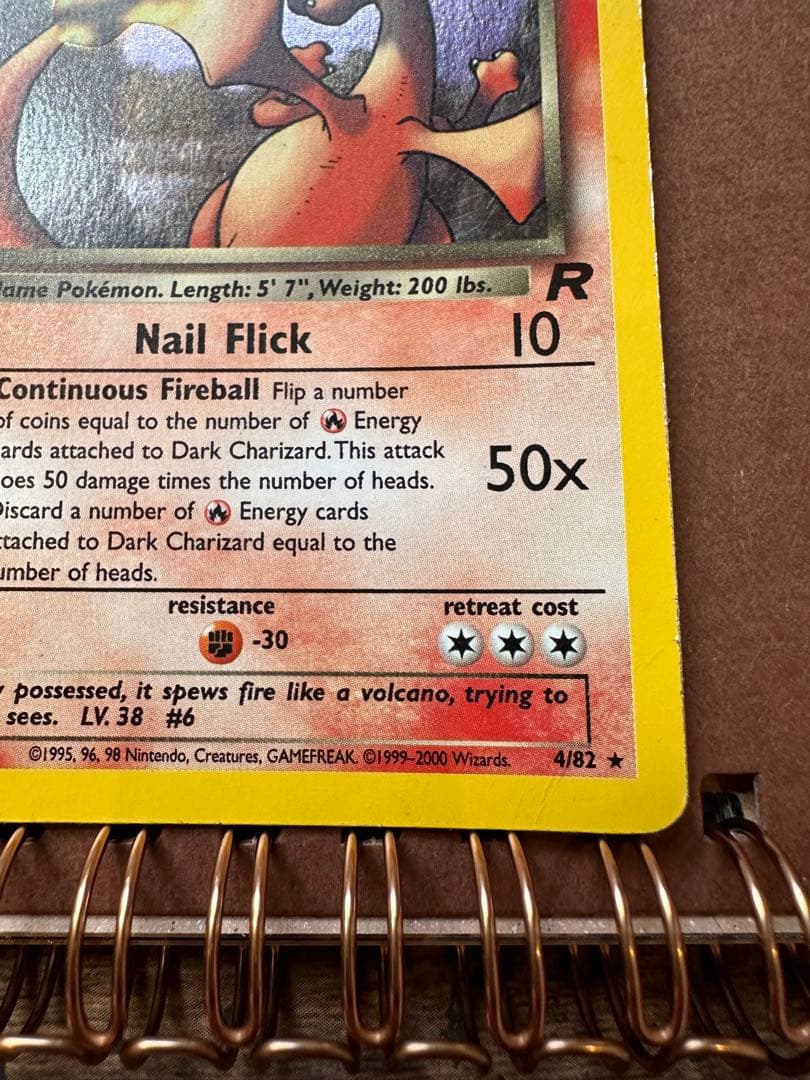 ame Pokémon. Length: 5' 7", Weight: 200 lbs.
R
Nail Flick 10
Continuous Fireball Flip a number
of coins equal to the number of Energy
ards attached to Dark Charizard. This attack
oes 50 damage times the number of heads.
50x
Discard a number of Energy cards
ttached to Dark Charizard equal to the
umber of heads.
resistance retreat cost
-30
possessed, it spews fire like a volcano, trying to
sees. LV. 38 #6
©1995, 96, 98 Nintendo, Creatures, GAMEFREAK. ©1999-2000 Wizards. 4/82 ★